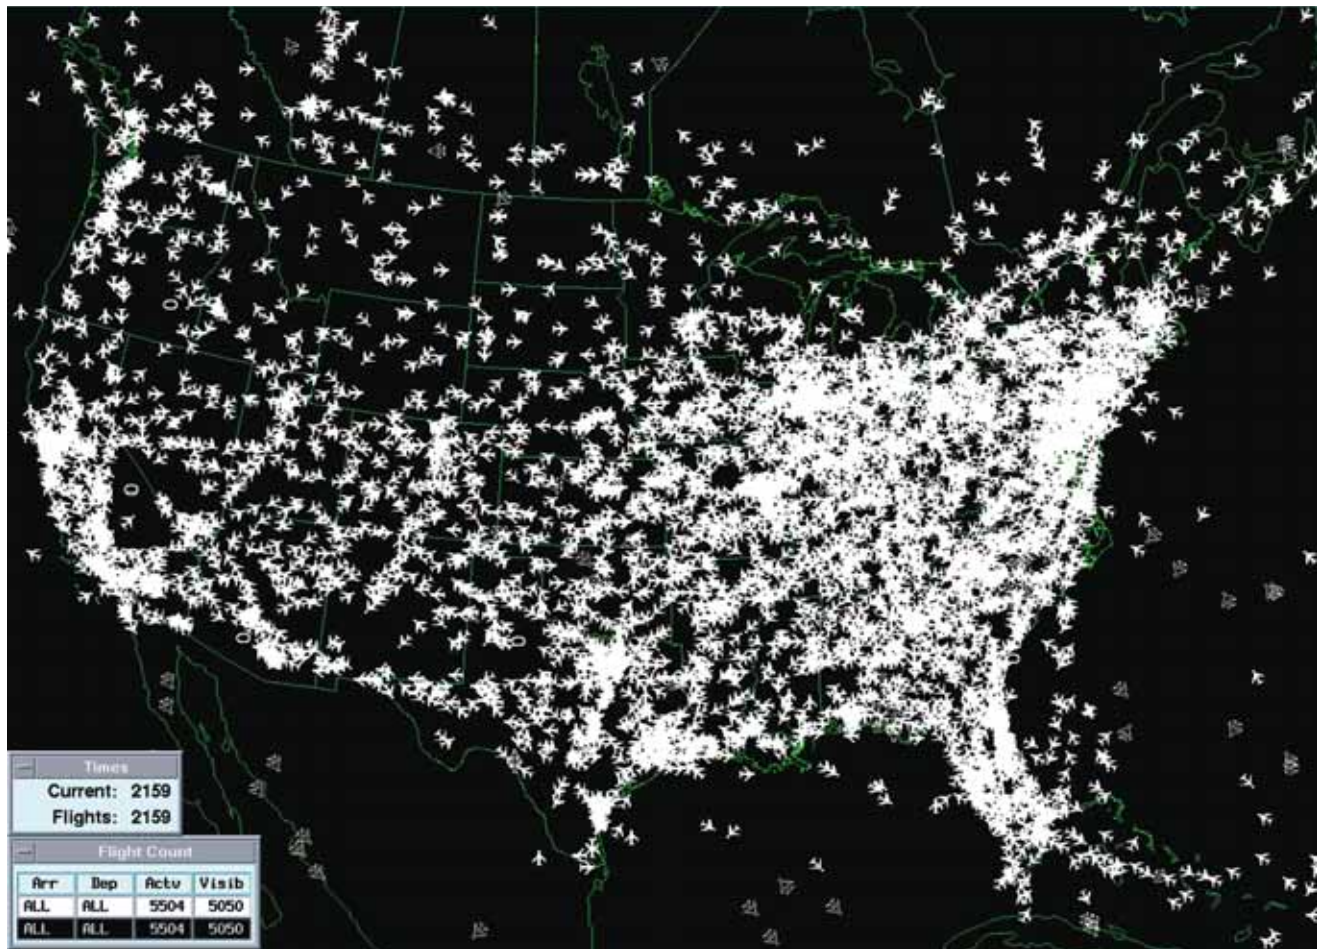 Times
Current: 2159
Flights: 2159
Flight Count
Arr Dep Actv Visib
ALL ALL 5504 5050
ALL ALL 5504 5050